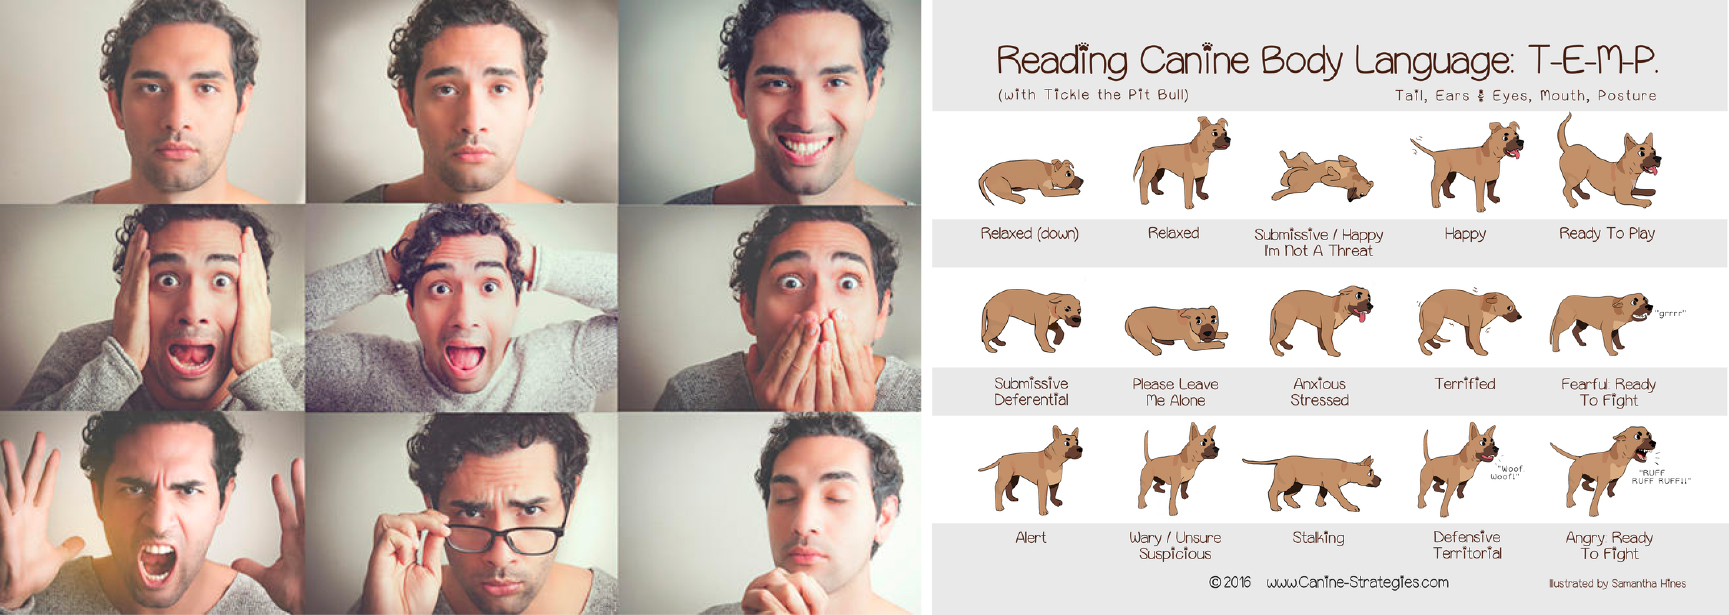 Reading Canine Body Language: T-E-M-P.
(with Tickle the Pit Bull)
Tail, Ears & Eyes, Mouth, Posture
Relaxed (down)
Relaxed
Submissive / Happy
I'm Not A Threat
Happy
Ready To Play
"grrrr"
Submissive
Deferential
Please Leave
Me Alone
Anxious
Stressed
Terrified
Fearful: Ready
To Fight
"Woof
Woof!"
"RUFF
RUFF RUFF!!"
Alert
Wary / Unsure
Suspicious
Stalking
Defensive
Territorial
Angry: Ready
To Fight
© 2016 www.Canine-Strategies.com
Illustrated by Samantha Hines